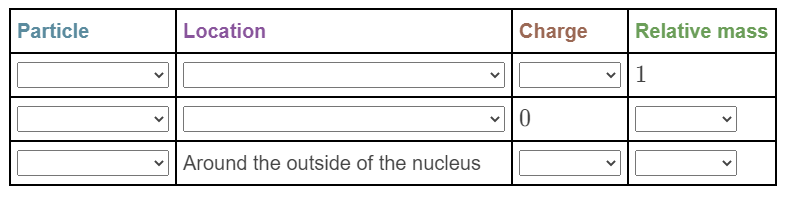 Particle Location Charge Relative mass
1
0
Around the outside of the nucleus